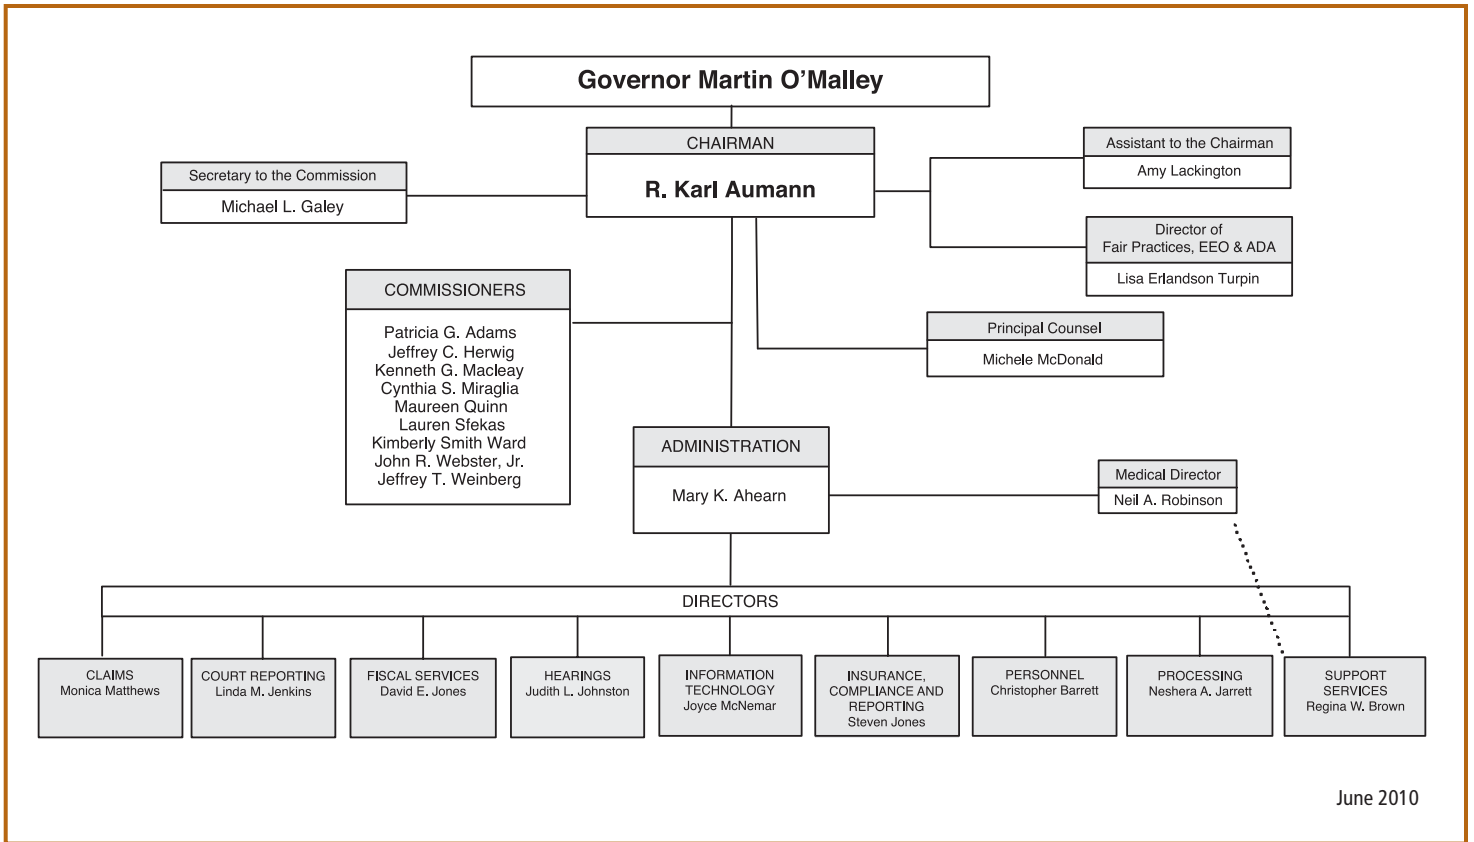 Governor Martin O’Malley
CHAIRMAN
R. Karl Aumann
Secretary to the Commission
Michael L. Galey
Assistant to the Chairman
Amy Lackington
Director of
Fair Practices, EEO & ADA
Lisa Erlandson Turpin
COMMISSIONERS
Patricia G. Adams
Jeffrey C. Herwig
Kenneth G. Macleay
Cynthia S. Miraglia
Maureen Quinn
Lauren Sfekas
Kimberly Smith Ward
John R. Webster, Jr.
Jeffrey T. Weinberg
Principal Counsel
Michele McDonald
ADMINISTRATION
Mary K. Ahearn
Medical Director
Neil A. Robinson
DIRECTORS
CLAIMS
Monica Matthews
COURT REPORTING
Linda M. Jenkins
FISCAL SERVICES
David E. Jones
HEARINGS
Judith L. Johnston
INFORMATION
TECHNOLOGY
Joyce McNemar
INSURANCE,
COMPLIANCE AND
REPORTING
Steven Jones
PERSONNEL
Christopher Barrett
PROCESSING
Neshera A. Jarrett
SUPPORT
SERVICES
Regina W. Brown
June 2010